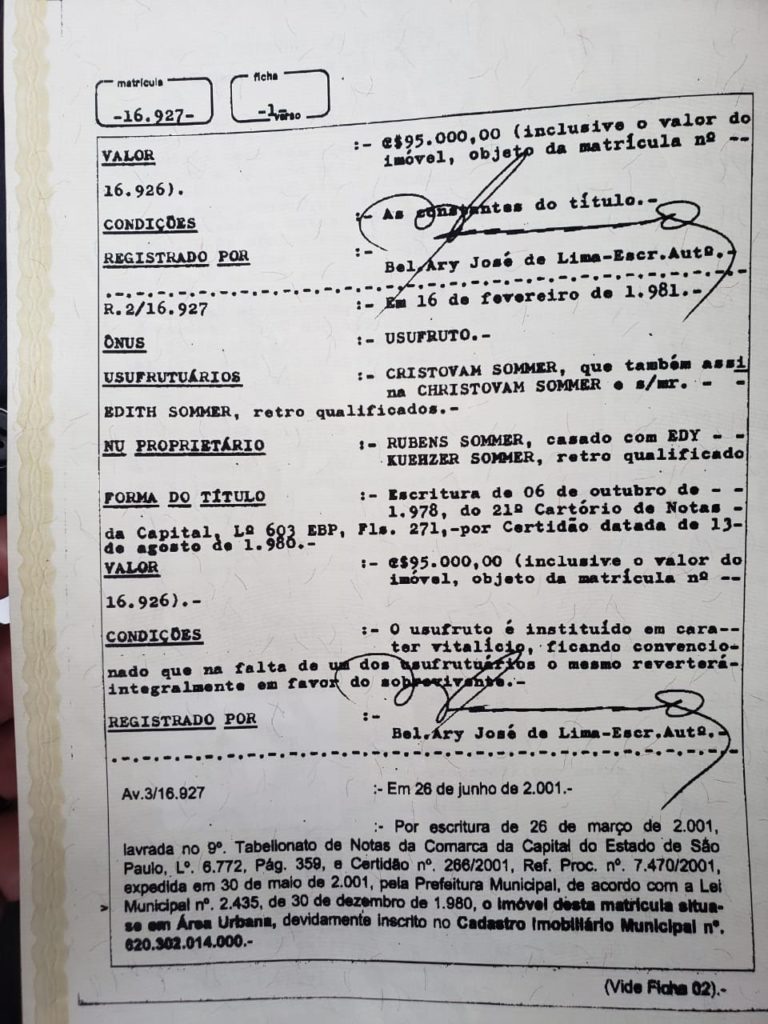 matrícula
-16.927-
ficha
-1-
verso
VALOR :- ₢$95.000,00 (inclusive o valor do
imóvel, objeto da matrícula nº --
16.926).
CONDIÇÕES :- As constantes do título.-
REGISTRADO POR :-
Bel.Ary José de Lima-Escr.Autº.-
R.2/16.927 :- Em 16 de fevereiro de 1.981.-
ÔNUS :- USUFRUTO.-
USUFRUTUÁRIOS :- CRISTOVAM SOMMER, que também assi
na CHRISTOVAM SOMMER e s/mr. - -
EDITH SOMMER, retro qualificados.-
NU PROPRIETÁRIO :- RUBENS SOMMER, casado com EDY - -
KUEHZER SOMMER, retro qualificado
FORMA DO TÍTULO :- Escritura de 06 de outubro de - -
1.978, do 21º Cartório de Notas -
da Capital, Lº 603 EBP, Fls. 271,-por Certidão datada de 13-
de agosto de 1.980.-
VALOR :- ₢$95.000,00 (inclusive o valor do
imóvel, objeto da matrícula nº --
16.926).-
CONDIÇÕES :- O usufruto é instituído em cara--
ter vitalício, ficando convencio-
nado que na falta de um dos usufrutuários o mesmo reverterá-
integralmente em favor do sobrevivente.-
REGISTRADO POR :-
Bel.Ary José de Lima-Escr.Autº.-
Av.3/16.927 :- Em 26 de junho de 2.001.-
:- Por escritura de 26 de março de 2.001,
lavrada no 9º. Tabelionato de Notas da Comarca da Capital do Estado de São
Paulo, Lº. 6.772, Pág. 359, e Certidão nº. 266/2001, Ref. Proc. nº. 7.470/2001,
expedida em 30 de maio de 2.001, pela Prefeitura Municipal, de acordo com a Lei
> Municipal nº. 2.435, de 30 de dezembro de 1.980, o imóvel desta matrícula situa-
se em Área Urbana, devidamente inscrito no Cadastro Imobiliário Municipal nº.
620.302.014.000.-
(Vide Ficha 02).-